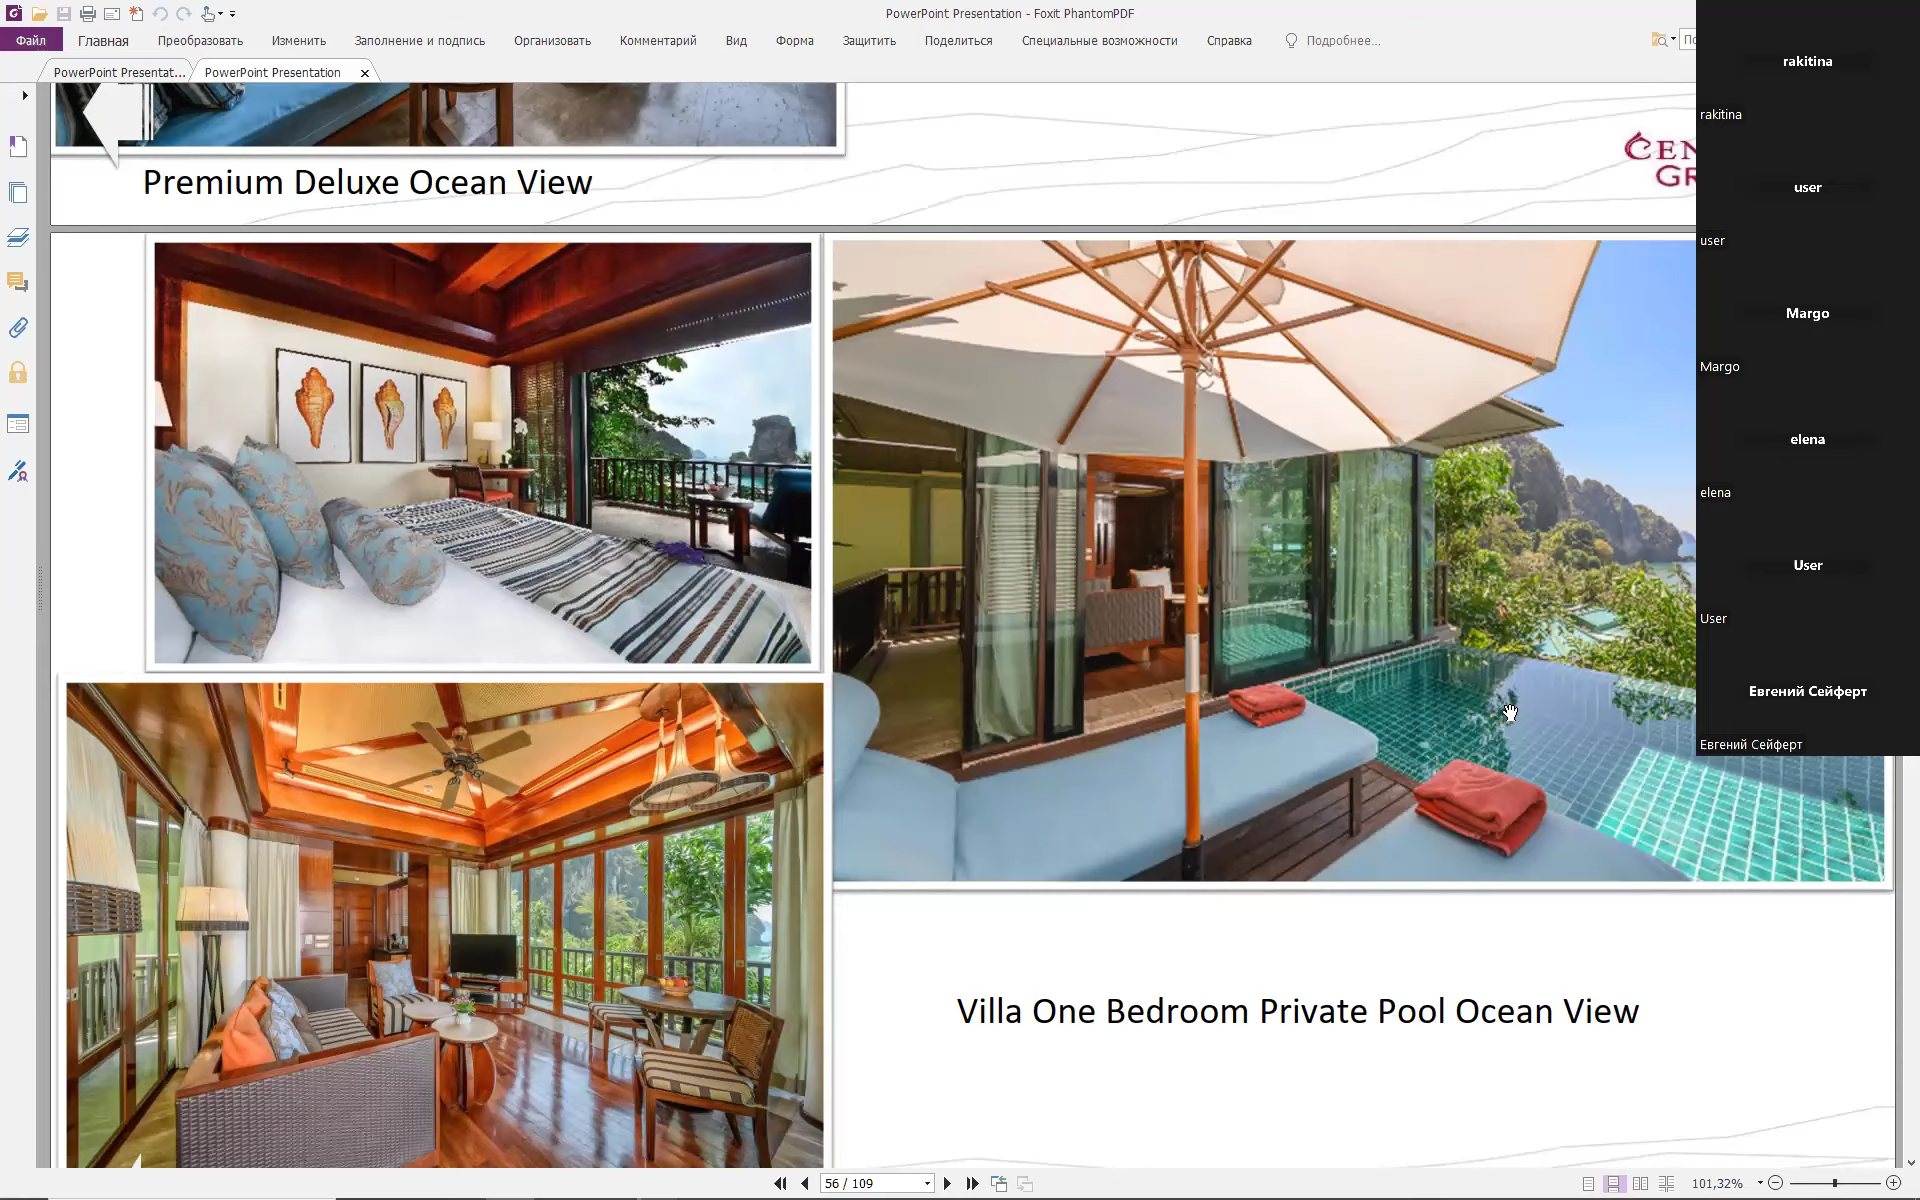 PowerPoint Presentation - Foxit PhantomPDF
Файл Главная Преобразовать Изменить Заполнение и подпись Организовать Комментарий Вид Форма Защитить Поделиться Специальные возможности Справка Подробнее...
PowerPoint Presentat... PowerPoint Presentation
Premium Deluxe Ocean View
CEN
GR
Villa One Bedroom Private Pool Ocean View
rakitina
rakitina
user
user
Margo
Margo
elena
elena
User
User
Евгений Сейферт
Евгений Сейферт
56 / 109
101,32%